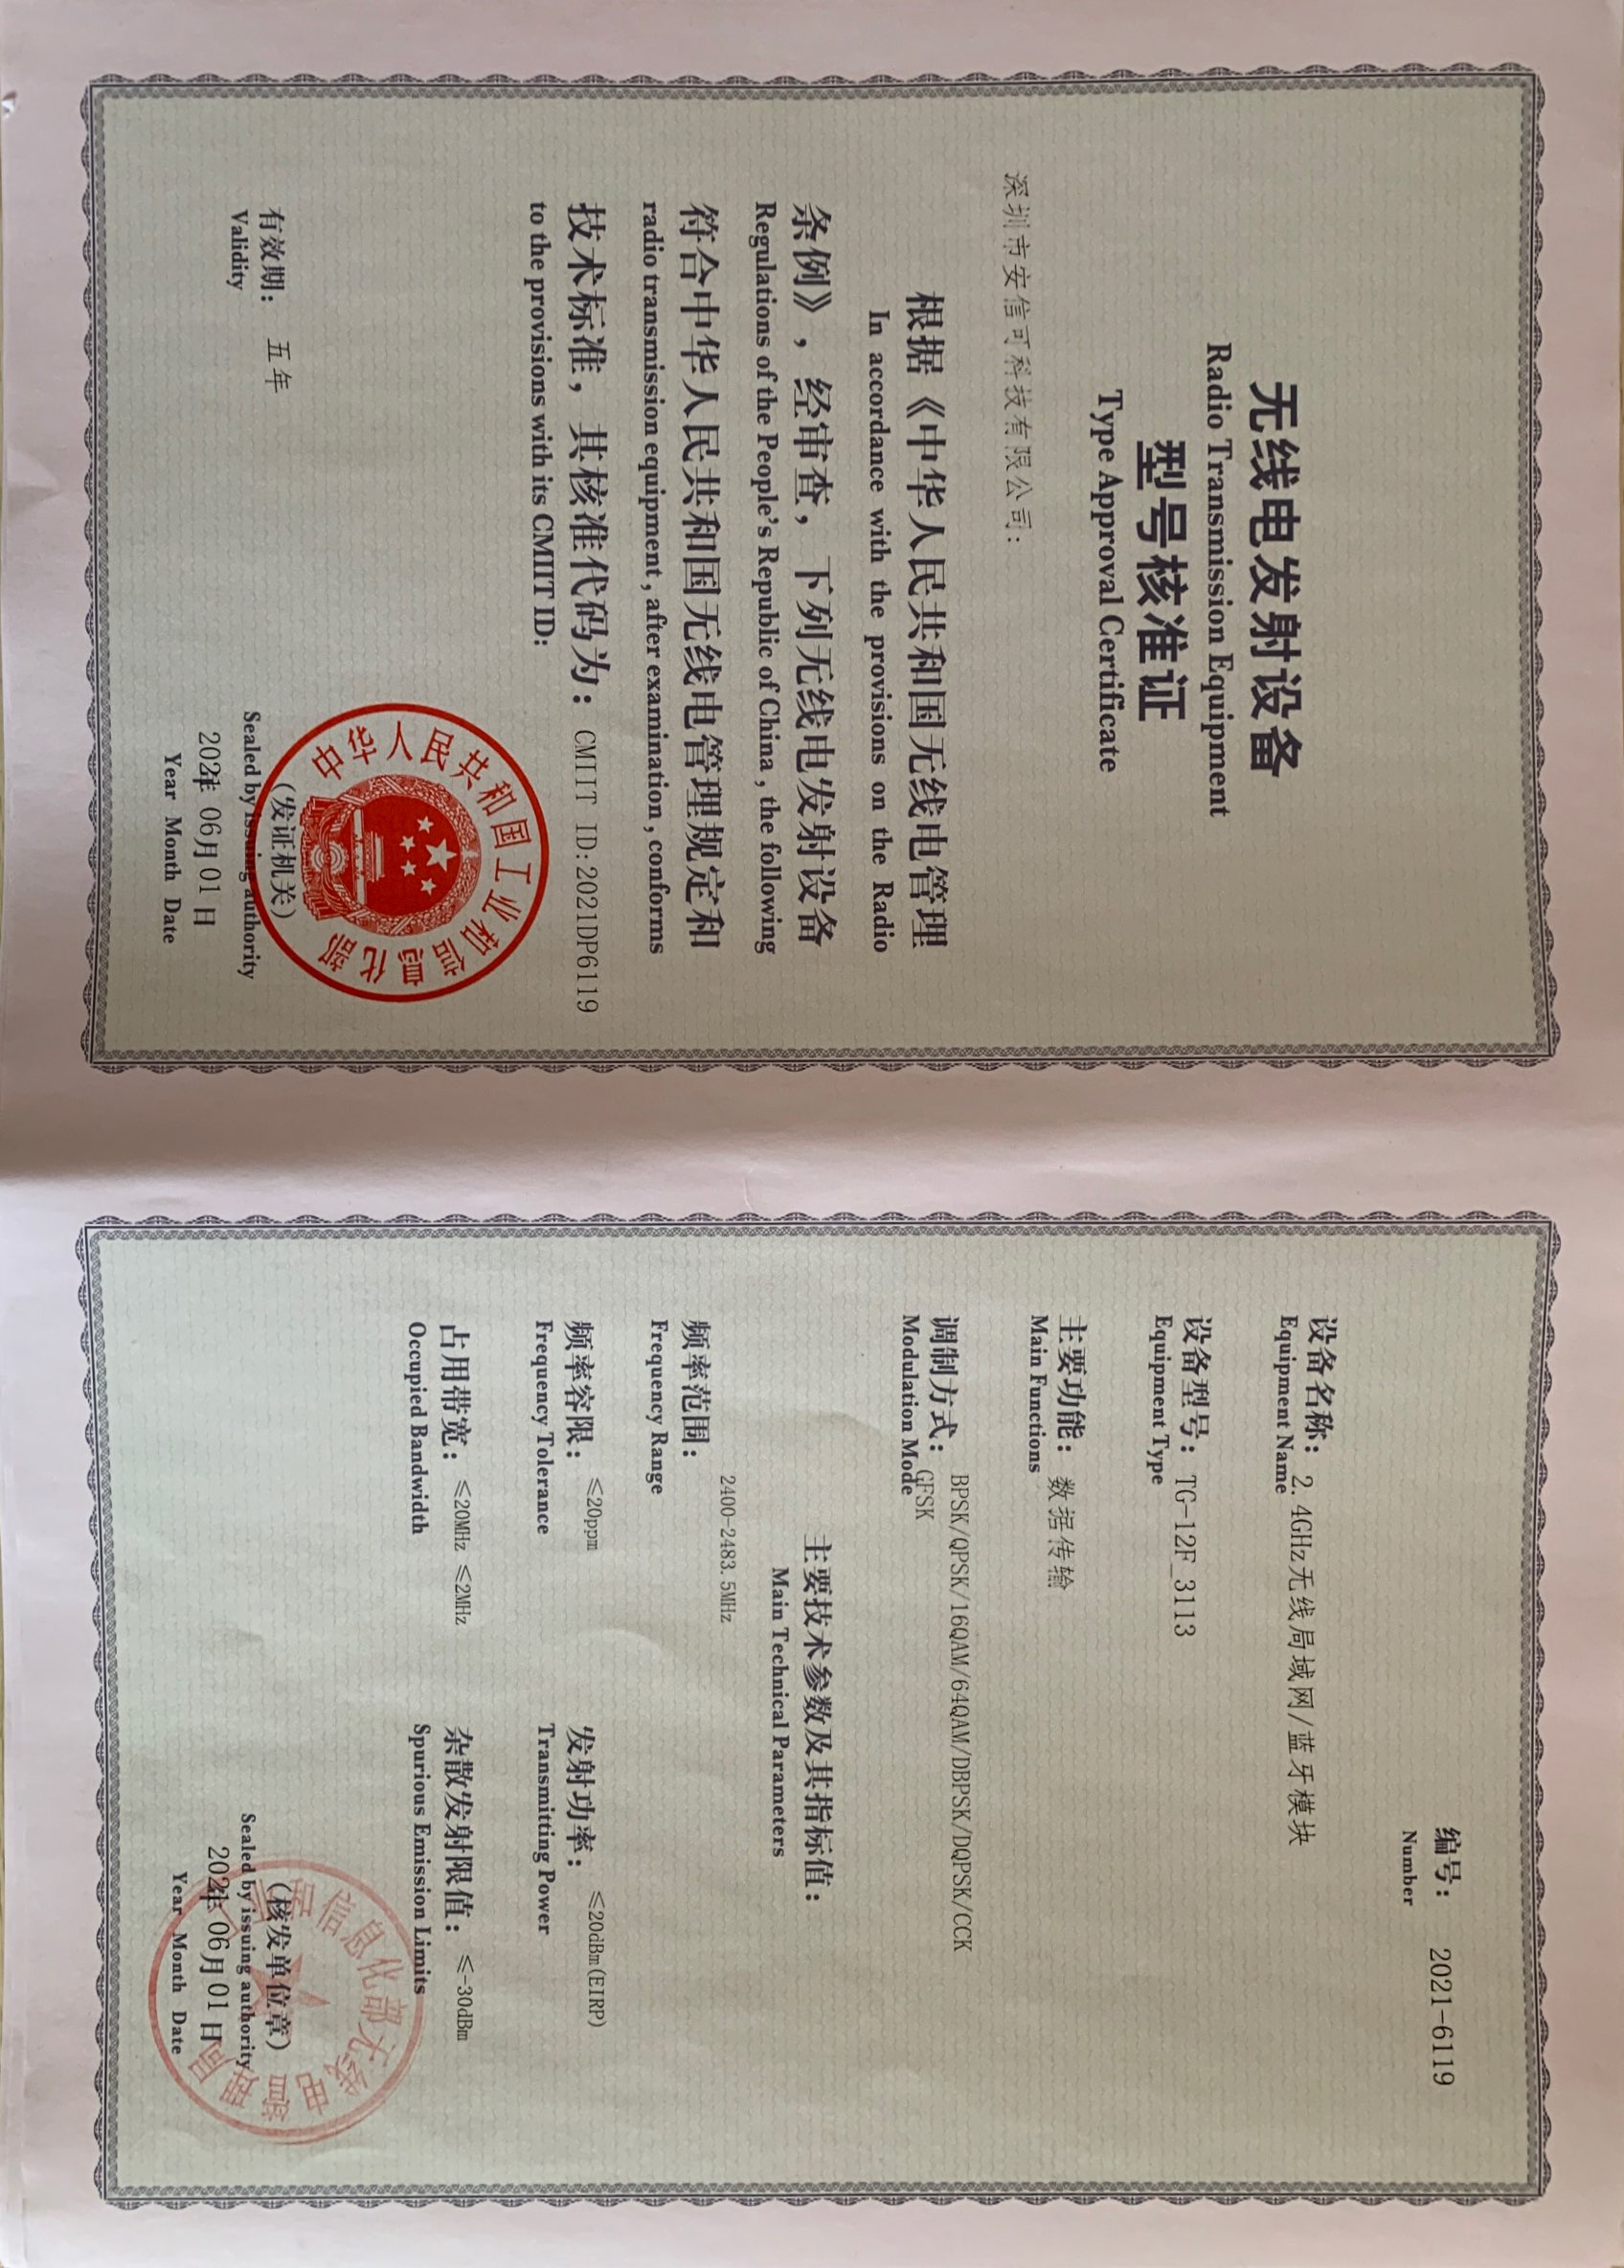 无线电发射设备
Radio Transmission Equipment
型号核准证
Type Approval Certificate
深圳市安信可科技有限公司：
根据《中华人民共和国无线电管理
In accordance with the provisions on the Radio
条例》，经审查，下列无线电发射设备
Regulations of the People's Republic of China, the following
符合中华人民共和国无线电管理规定和
radio transmission equipment, after examination, conforms
技术标准，其核准代码为：CMIIT ID:2021DP6119
to the provisions with its CMIIT ID:
有效期：五年
Validity
中华人民共和国工业和信息化部
（发证机关）
Sealed by issuing authority
2021年 06月 01日
Year Month Date
编号：2021-6119
Number
设备名称：2.4GHz无线局域网/蓝牙模块
Equipment Name
设备型号：TG-12F_3113
Equipment Type
主要功能：数据传输
Main Functions
调制方式：BPSK/QPSK/16QAM/64QAM/DBPSK/DQPSK/CCK
GFSK
Modulation Mode
主要技术参数及其指标值：
Main Technical Parameters
2400-2483.5MHz
频率范围：
Frequency Range
频率容限：≤20ppm 发射功率：≤20dBm(EIRP)
Frequency Tolerance Transmitting Power
占用带宽：≤20MHz ≤2MHz 杂散发射限值：≤-30dBm
Occupied Bandwidth Spurious Emission Limits
信息化部无线电管理局
（核发单位章）
Sealed by issuing authority
2021年 06月 01日
Year Month Date